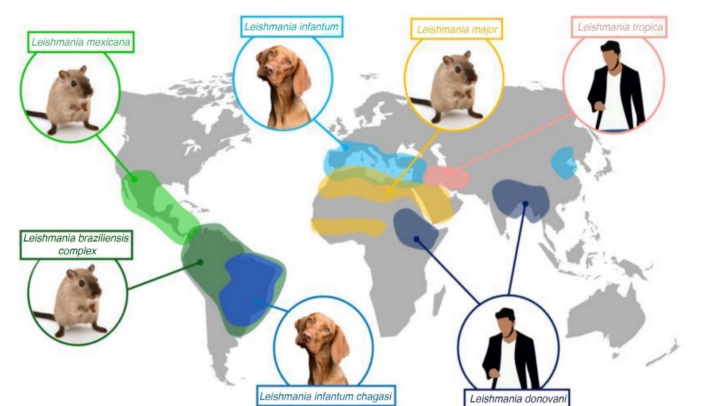 Leishmania mexicana
Leishmania infantum
Leishmania major
Leishmania tropica
Leishmania braziliensis
complex
Leishmania infantum chagasi
Leishmania donovani